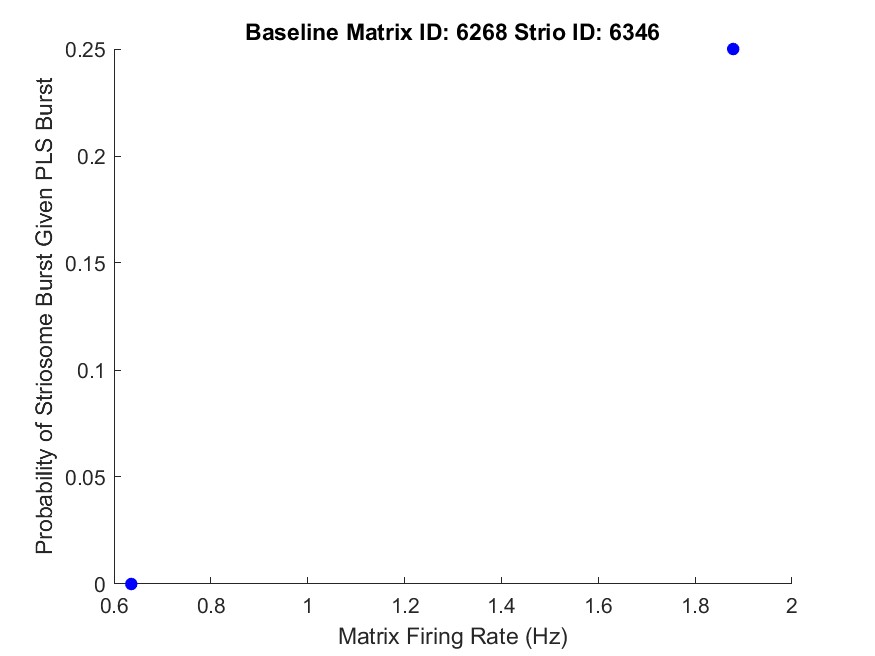 Baseline Matrix ID: 6268 Strio ID: 6346
Probability of Striosome Burst Given PLS Burst
0.25
0.2
0.15
0.1
0.05
0
0.6 0.8 1 1.2 1.4 1.6 1.8 2
Matrix Firing Rate (Hz)